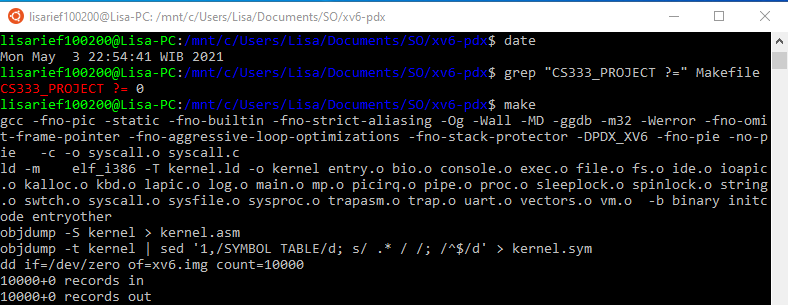 lisarief100200@Lisa-PC: /mnt/c/Users/Lisa/Documents/SO/xv6-pdx
lisarief100200@Lisa-PC:/mnt/c/Users/Lisa/Documents/SO/xv6-pdx$ date
Mon May  3 22:54:41 WIB 2021
lisarief100200@Lisa-PC:/mnt/c/Users/Lisa/Documents/SO/xv6-pdx$ grep "CS333_PROJECT ?=" Makefile
CS333_PROJECT ?= 0
lisarief100200@Lisa-PC:/mnt/c/Users/Lisa/Documents/SO/xv6-pdx$ make
gcc -fno-pic -static -fno-builtin -fno-strict-aliasing -Og -Wall -MD -ggdb -m32 -Werror -fno-omi
t-frame-pointer -fno-aggressive-loop-optimizations -fno-stack-protector -DPDX_XV6 -fno-pie -no-p
ie   -c -o syscall.o syscall.c
ld -m    elf_i386 -T kernel.ld -o kernel entry.o bio.o console.o exec.o file.o fs.o ide.o ioapic
.o kalloc.o kbd.o lapic.o log.o main.o mp.o picirq.o pipe.o proc.o sleeplock.o spinlock.o string
.o swtch.o syscall.o sysfile.o sysproc.o trapasm.o trap.o uart.o vectors.o vm.o  -b binary initc
ode entryother
objdump -S kernel > kernel.asm
objdump -t kernel | sed '1,/SYMBOL TABLE/d; s/ .* / /; /^$/d' > kernel.sym
dd if=/dev/zero of=xv6.img count=10000
10000+0 records in
10000+0 records out